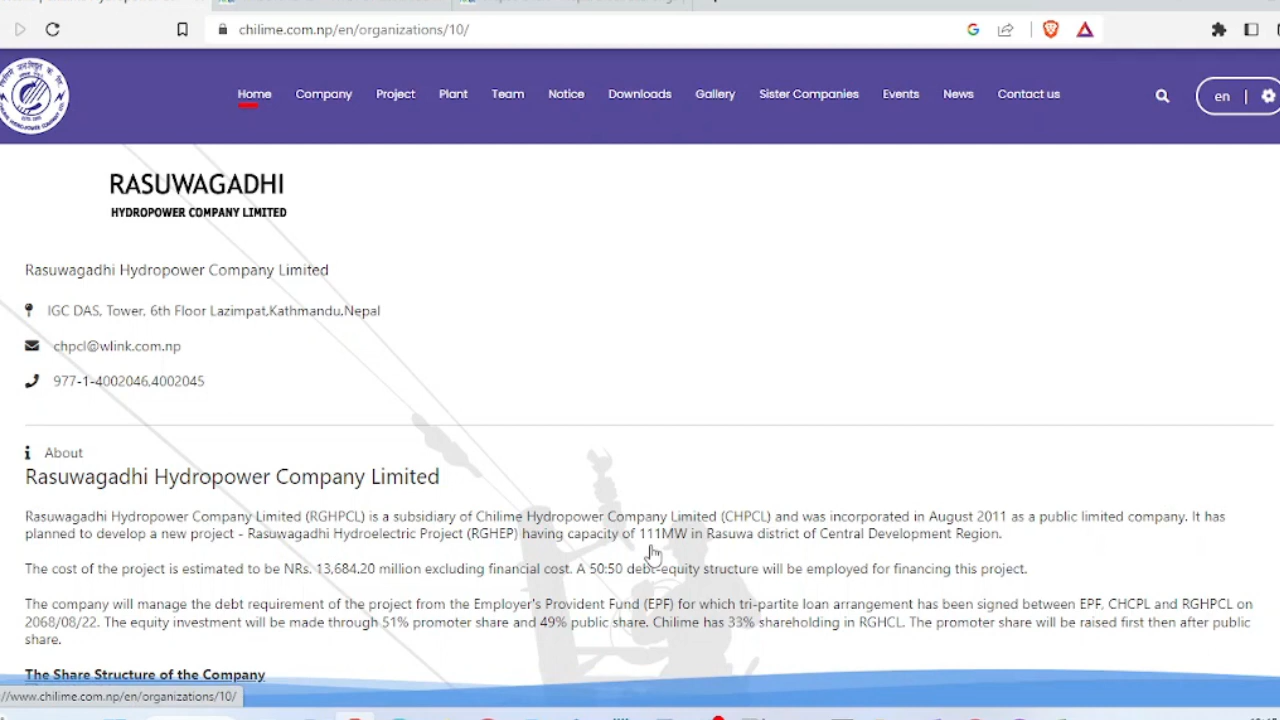 chilime.com.np/en/organizations/10/
Home Company Project Plant Team Notice Downloads Gallery Sister Companies Events News Contact us
en |
RASUWAGADHI
HYDROPOWER COMPANY LIMITED
Rasuwagadhi Hydropower Company Limited
IGC DAS, Tower, 6th Floor Lazimpat,Kathmandu,Nepal
chpcl@wlink.com.np
977-1-4002046,4002045
About
Rasuwagadhi Hydropower Company Limited
Rasuwagadhi Hydropower Company Limited (RGHPCL) is a subsidiary of Chilime Hydropower Company Limited (CHPCL) and was incorporated in August 2011 as a public limited company. It has
planned to develop a new project - Rasuwagadhi Hydroelectric Project (RGHEP) having capacity of 111MW in Rasuwa district of Central Development Region.
The cost of the project is estimated to be NRs. 13,684.20 million excluding financial cost. A 50:50 debt-equity structure will be employed for financing this project.
The company will manage the debt requirement of the project from the Employer's Provident Fund (EPF) for which tri-partite loan arrangement has been signed between EPF, CHCPL and RGHPCL on
2068/08/22. The equity investment will be made through 51% promoter share and 49% public share. Chilime has 33% shareholding in RGHCL. The promoter share will be raised first then after public
share.
The Share Structure of the Company
//www.chilime.com.np/en/organizations/10/